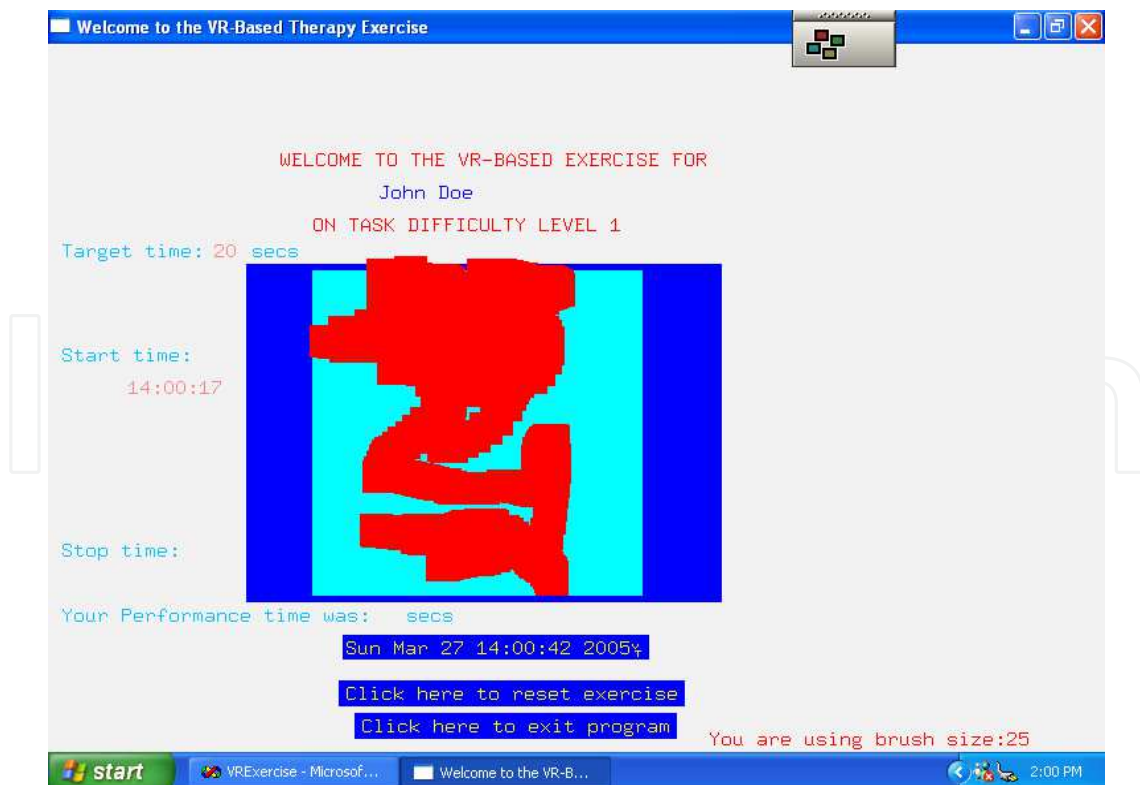 Welcome to the VR-Based Therapy Exercise
WELCOME TO THE VR-BASED EXERCISE FOR
John Doe
ON TASK DIFFICULTY LEVEL 1
Target time: 20 secs
Start time:
14:00:17
Stop time:
Your Performance time was: secs
Sun Mar 27 14:00:42 2005
Click here to reset exercise
Click here to exit program
You are using brush size:25
start
VRExercise - Microsof...
Welcome to the VR-B...
2:00 PM